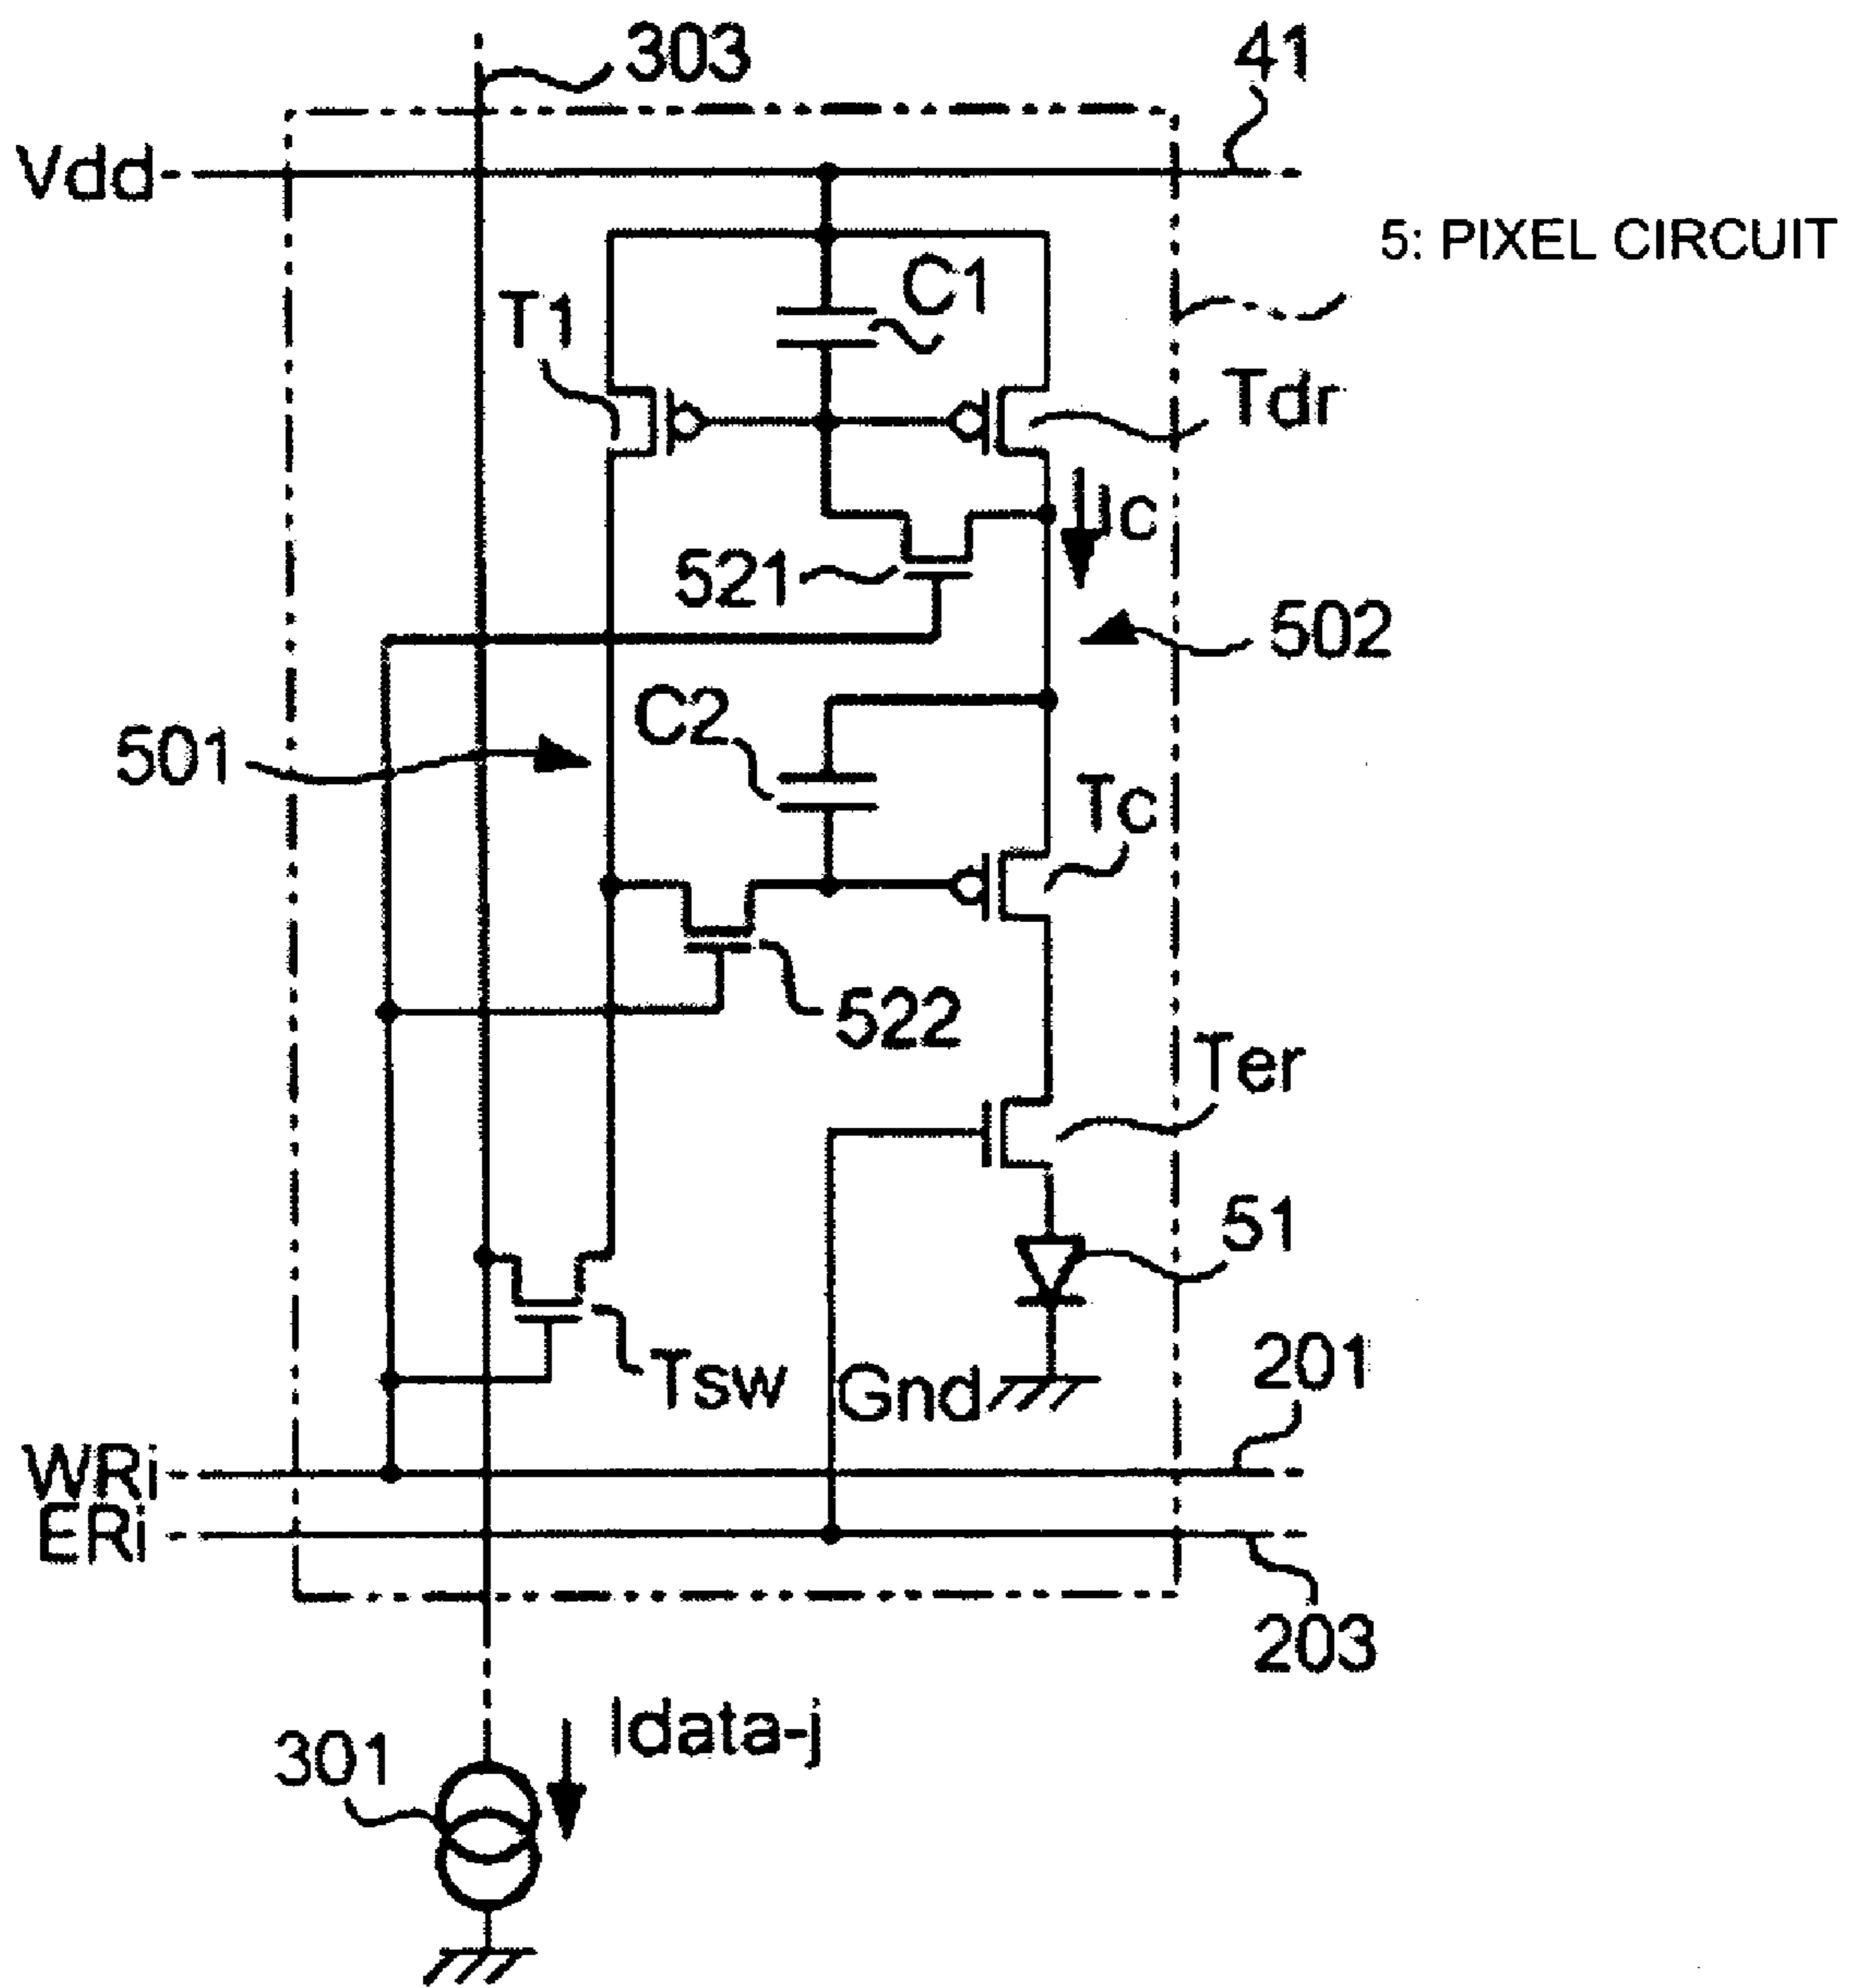 303
41
Vdd
5: PIXEL CIRCUIT
C1
T1
Tdr
Ic
521
502
C2
501
Tc
522
Ter
51
Tsw
Gnd
201
WRi
ERi
203
Idata-j
301